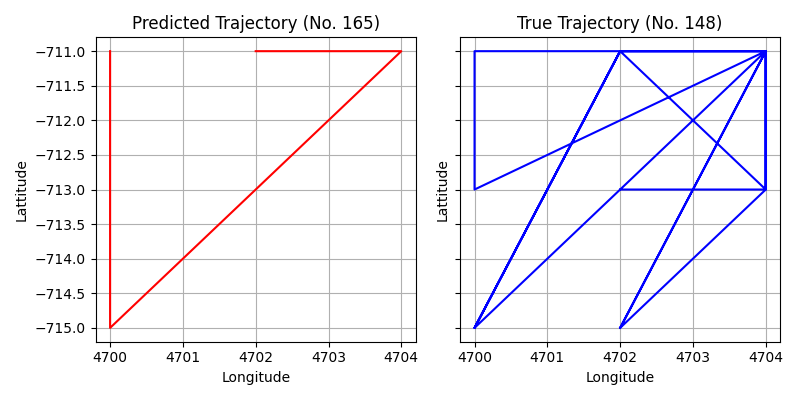 Predicted Trajectory (No. 165)
True Trajectory (No. 148)
−711.0
−711.5
−712.0
−712.5
−713.0
−713.5
−714.0
−714.5
−715.0
Lattitude
Lattitude
4700 4701 4702 4703 4704
4700 4701 4702 4703 4704
Longitude
Longitude